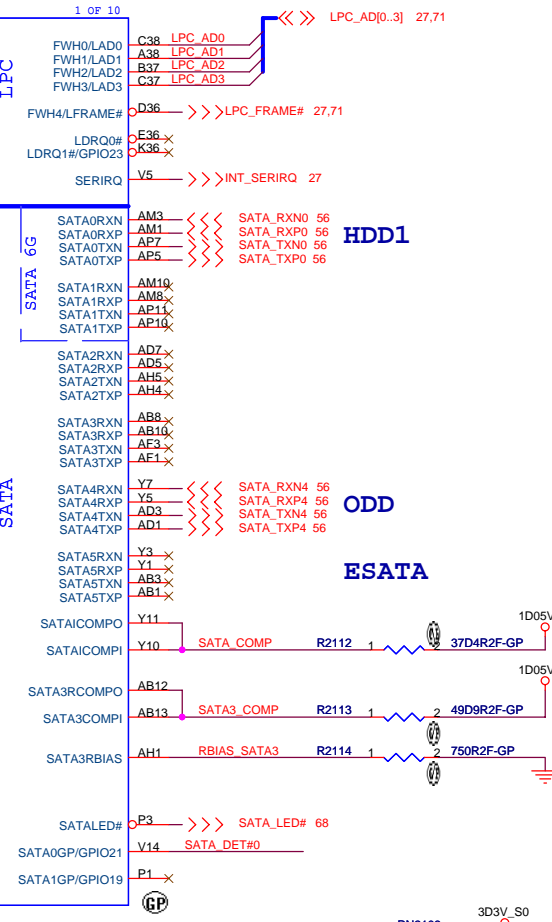 1 OF 10
LPC
FWH0/LAD0 C38 LPC_AD0
FWH1/LAD1 A38 LPC_AD1
FWH2/LAD2 B37 LPC_AD2
FWH3/LAD3 C37 LPC_AD3
LPC_AD[0..3] 27,71
FWH4/LFRAME# D36 LPC_FRAME# 27,71
LDRQ0# E36
LDRQ1#/GPIO23 K36
SERIRQ V5 INT_SERIRQ 27
SATA 6G
SATA0RXN AM3 SATA_RXN0 56
SATA0RXP AM1 SATA_RXP0 56
SATA0TXN AP7 SATA_TXN0 56
SATA0TXP AP5 SATA_TXP0 56
HDD1
SATA1RXN AM10
SATA1RXP AM8
SATA1TXN AP11
SATA1TXP AP10
SATA
SATA2RXN AD7
SATA2RXP AD5
SATA2TXN AH5
SATA2TXP AH4
SATA3RXN AB8
SATA3RXP AB10
SATA3TXN AF3
SATA3TXP AF1
SATA4RXN Y7 SATA_RXN4 56
SATA4RXP Y5 SATA_RXP4 56
SATA4TXN AD3 SATA_TXN4 56
SATA4TXP AD1 SATA_TXP4 56
ODD
SATA5RXN Y3
SATA5RXP Y1
SATA5TXN AB3
SATA5TXP AB1
ESATA
SATAICOMPO Y11
1D05V
SATAICOMPI Y10 SATA_COMP R2112 1 2 37D4R2F-GP
1D05V
SATA3RCOMPO AB12
SATA3COMPI AB13 SATA3_COMP R2113 1 2 49D9R2F-GP
SATA3RBIAS AH1 RBIAS_SATA3 R2114 1 2 750R2F-GP
SATALED# P3 SATA_LED# 68
SATA0GP/GPIO21 V14 SATA_DET#0
SATA1GP/GPIO19 P1
GP
3D3V_S0